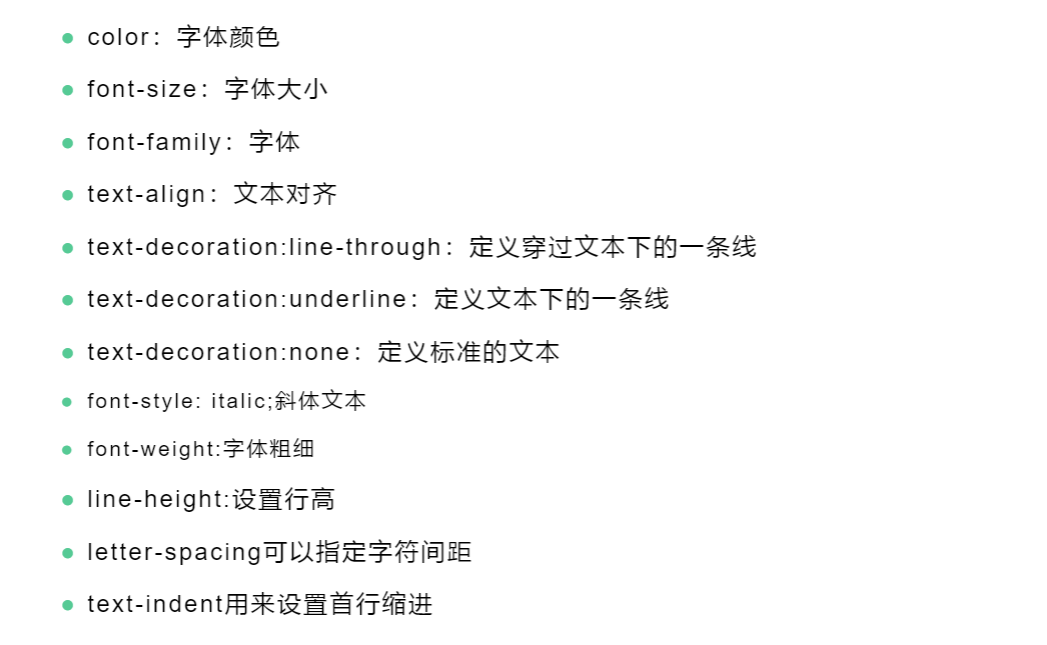 color：字体颜色
font-size：字体大小
font-family：字体
text-align：文本对齐
text-decoration:line-through：定义穿过文本下的一条线
text-decoration:underline：定义文本下的一条线
text-decoration:none：定义标准的文本
font-style: italic;斜体文本
font-weight:字体粗细
line-height:设置行高
letter-spacing可以指定字符间距
text-indent用来设置首行缩进